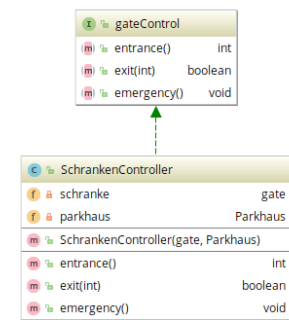 I gateControl
m entrance() int
m exit(int) boolean
m emergency() void
C SchrankenController
f schranke gate
f parkhaus Parkhaus
m SchrankenController(gate, Parkhaus)
m entrance() int
m exit(int) boolean
m emergency() void